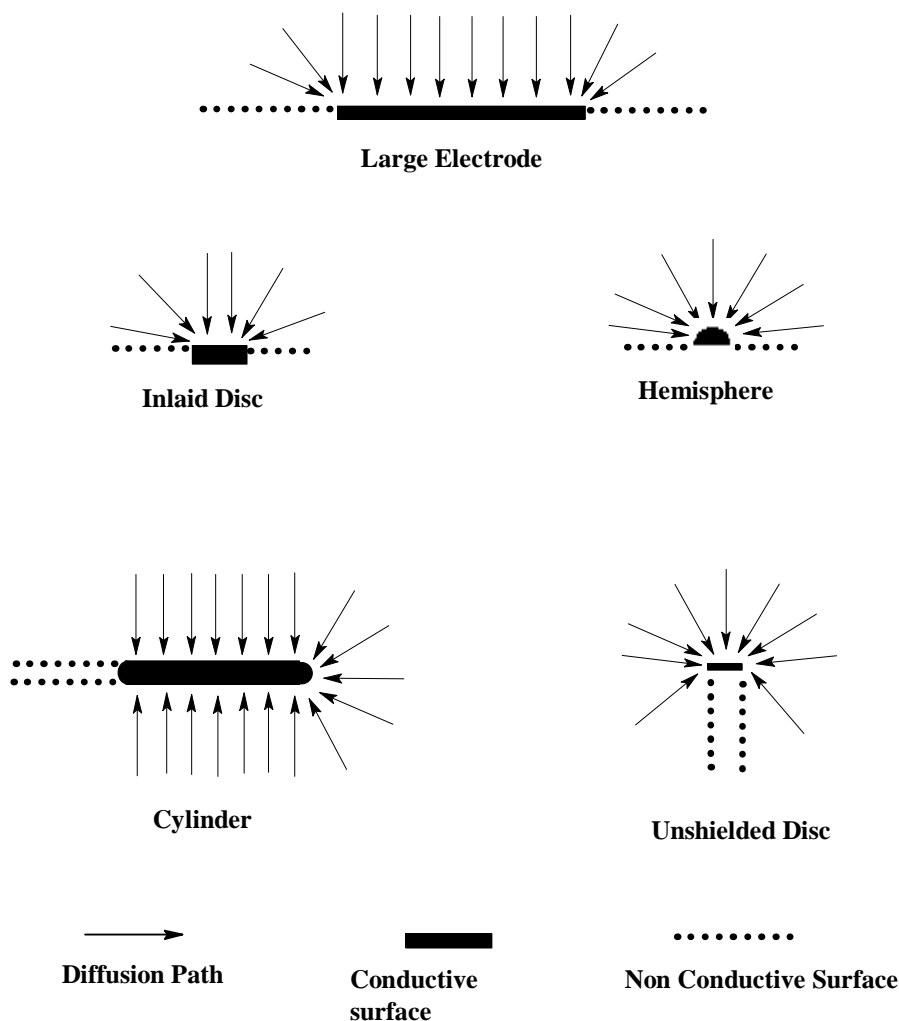 Large Electrode
Inlaid Disc
Hemisphere
Cylinder
Unshielded Disc
Diffusion Path
Conductive
surface
Non Conductive Surface